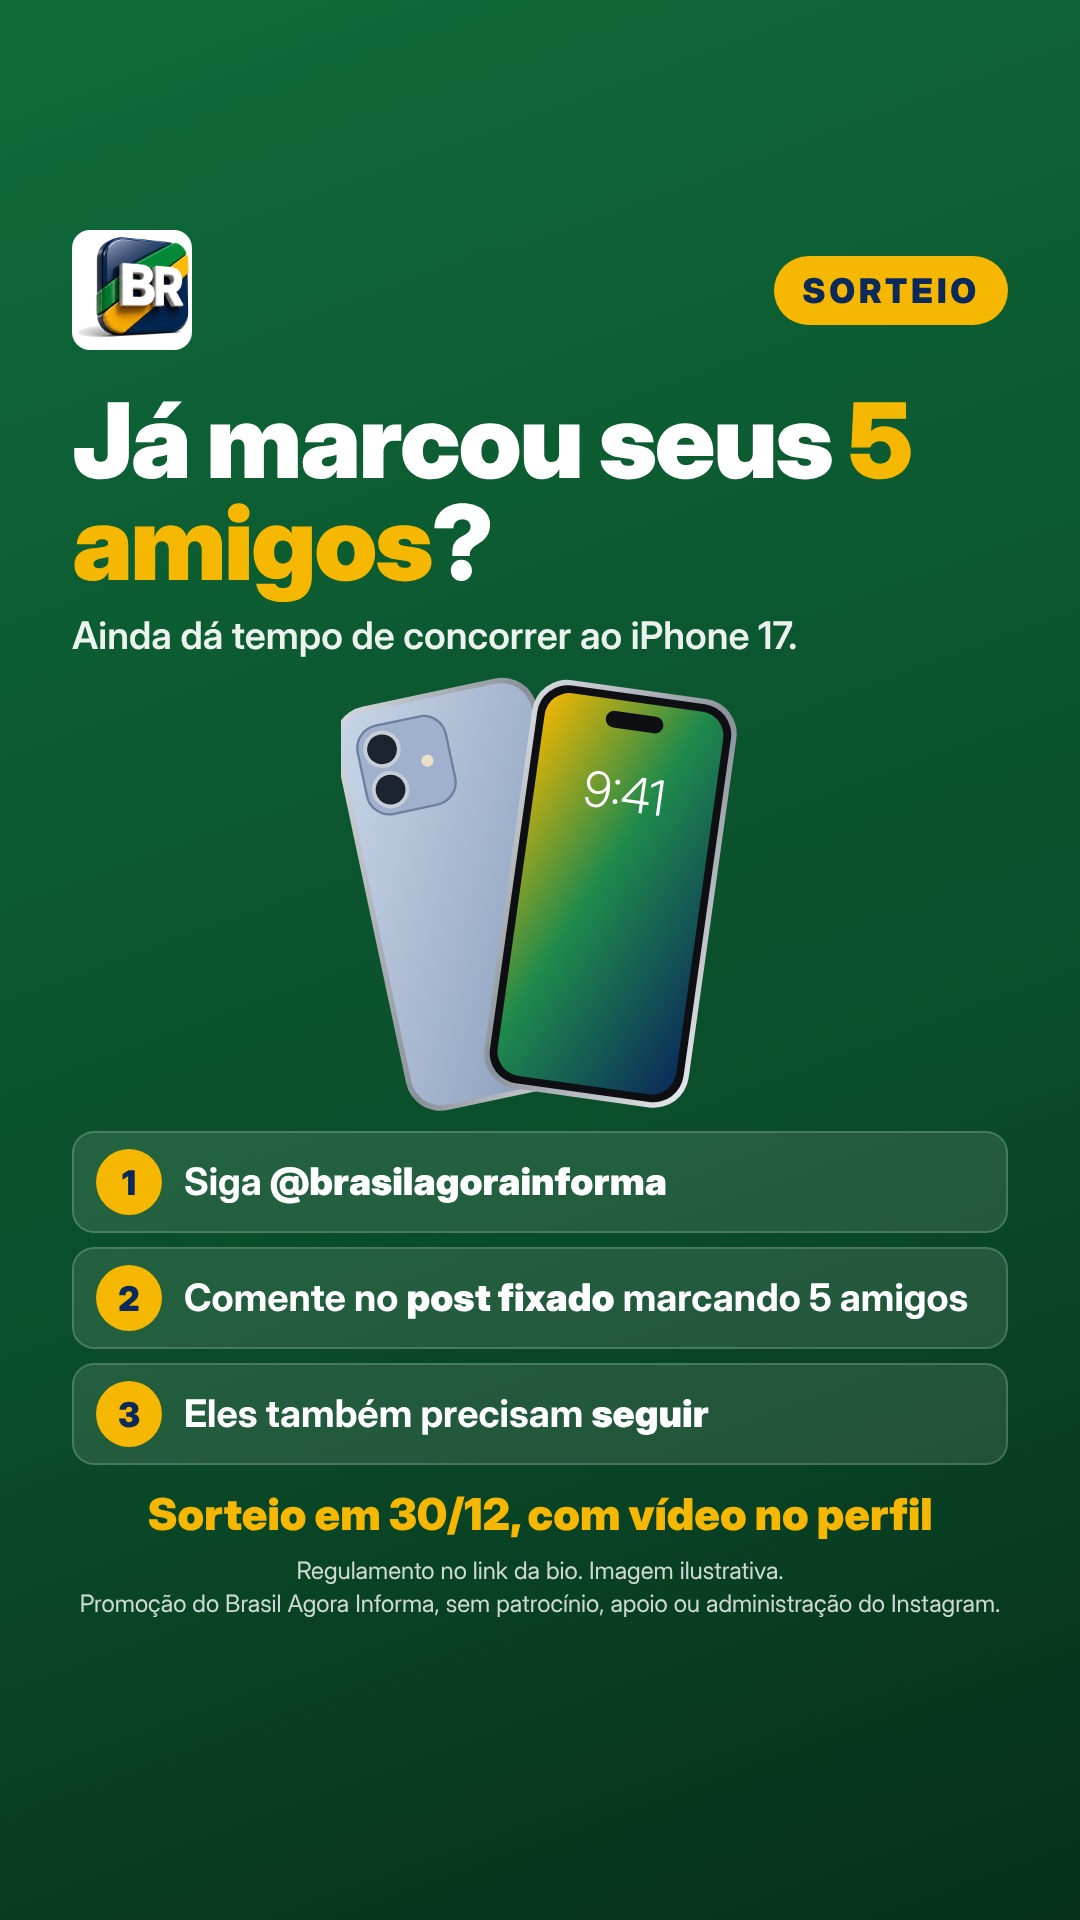 BR
SORTEIO
Já marcou seus 5
amigos?
Ainda dá tempo de concorrer ao iPhone 17.
9:41
1 Siga @brasilagorainforma
2 Comente no post fixado marcando 5 amigos
3 Eles também precisam seguir
Sorteio em 30/12, com vídeo no perfil
Regulamento no link da bio. Imagem ilustrativa.
Promoção do Brasil Agora Informa, sem patrocínio, apoio ou administração do Instagram.